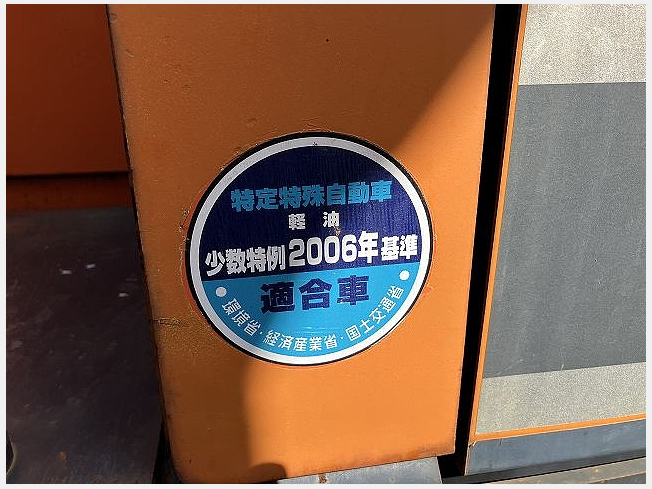 特定特殊自動車
軽油
少数特例2006年基準
適合車
環境省・経済産業省・国土交通省